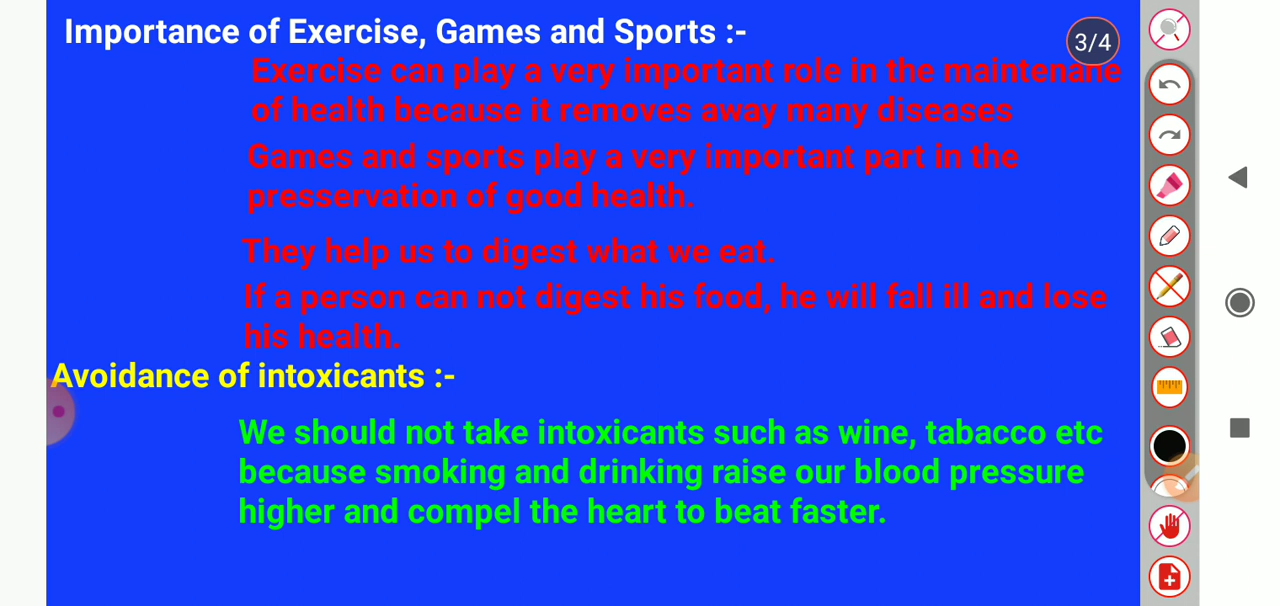 Importance of Exercise, Games and Sports :-
3/4
Exercise can play a very important role in the maintenane
of health because it removes away many diseases
Games and sports play a very important part in the
presservation of good health.
They help us to digest what we eat.
If a person can not digest his food, he will fall ill and lose
his health.
Avoidance of intoxicants :-
We should not take intoxicants such as wine, tabacco etc
because smoking and drinking raise our blood pressure
higher and compel the heart to beat faster.